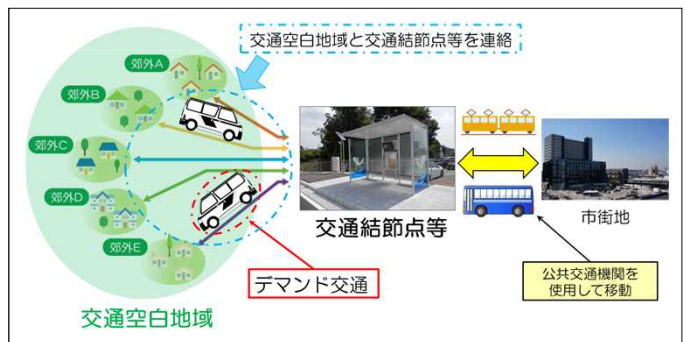 交通空白地域と交通結節点等を連絡
郊外A
郊外B
郊外C
郊外D
郊外E
交通空白地域
デマンド交通
交通結節点等
市街地
公共交通機関を
使用して移動